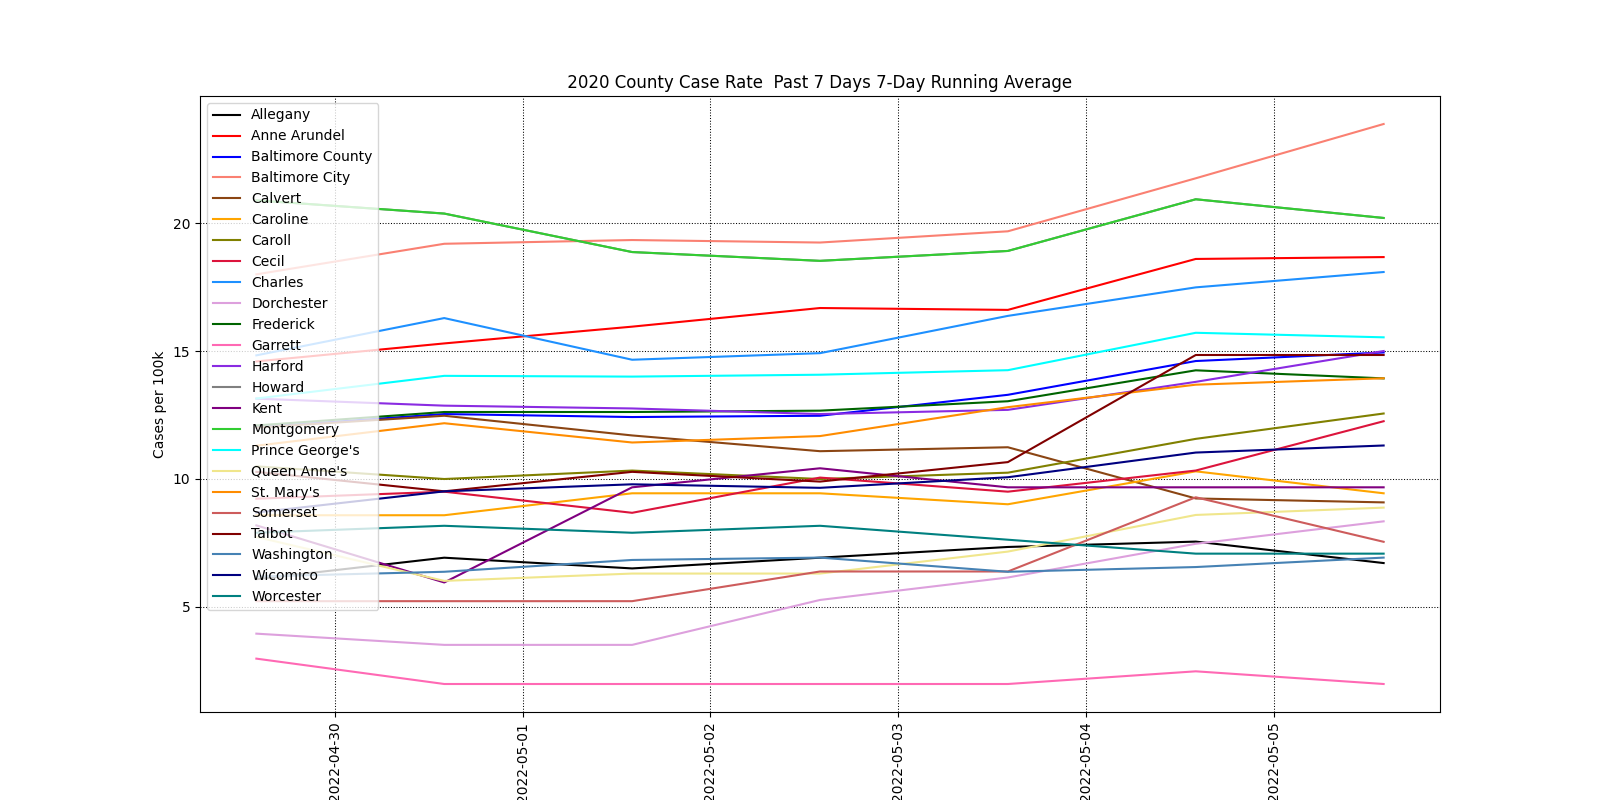 2020 County Case Rate  Past 7 Days 7-Day Running Average
Allegany
Anne Arundel
Baltimore County
Baltimore City
Calvert
Caroline
Caroll
Cecil
Charles
Dorchester
Frederick
Garrett
Harford
Howard
Kent
Montgomery
Prince George's
Queen Anne's
St. Mary's
Somerset
Talbot
Washington
Wicomico
Worcester
Cases per 100k
20
15
10
5
2022-04-30
2022-05-01
2022-05-02
2022-05-03
2022-05-04
2022-05-05